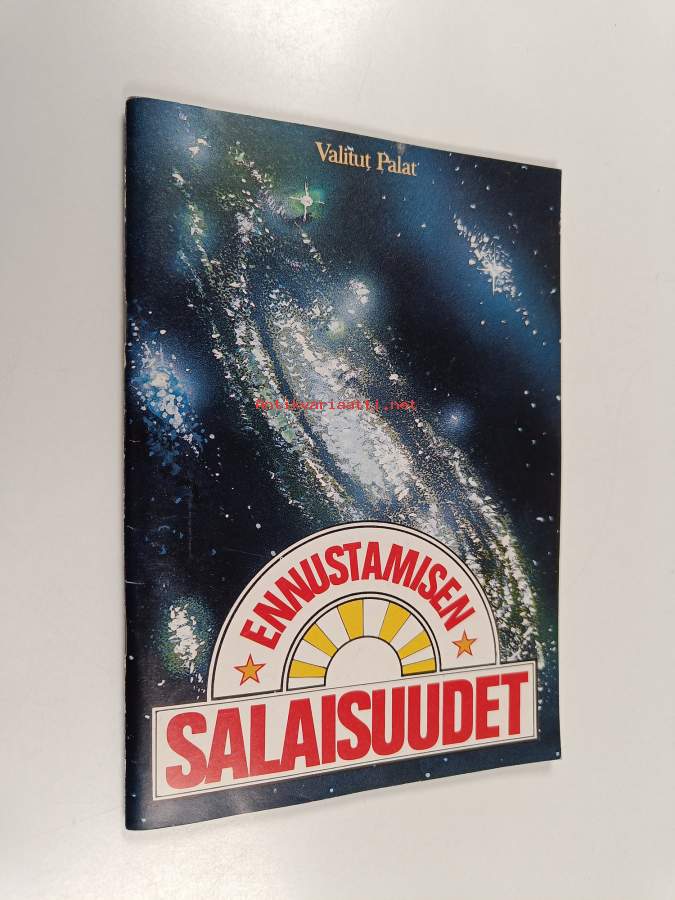 Valitut Palat
Antikvariaatti.net
ENNUSTAMISEN
SALAISUUDET